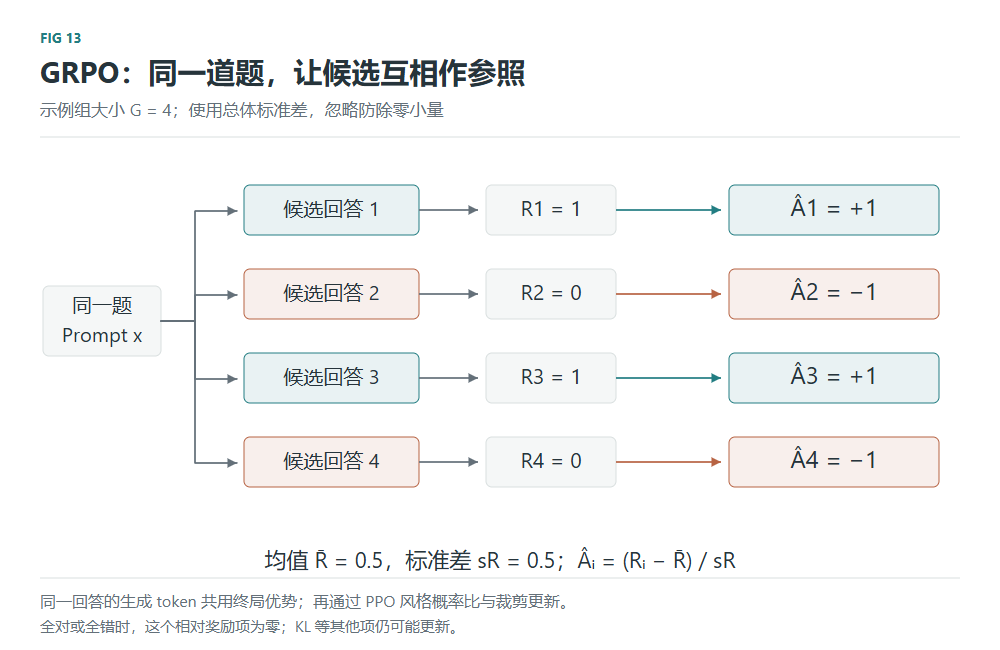 FIG 13
GRPO：同一道题，让候选互相作参照
示例组大小 G = 4；使用总体标准差，忽略防除零小量
候选回答 1
R1 = 1
Â1 = +1
候选回答 2
R2 = 0
Â2 = −1
同一题
Prompt x
候选回答 3
R3 = 1
Â3 = +1
候选回答 4
R4 = 0
Â4 = −1
均值 R̄ = 0.5，标准差 sR = 0.5；Âᵢ = (Rᵢ − R̄) / sR
同一回答的生成 token 共用终局优势；再通过 PPO 风格概率比与裁剪更新。
全对或全错时，这个相对奖励项为零；KL 等其他项仍可能更新。